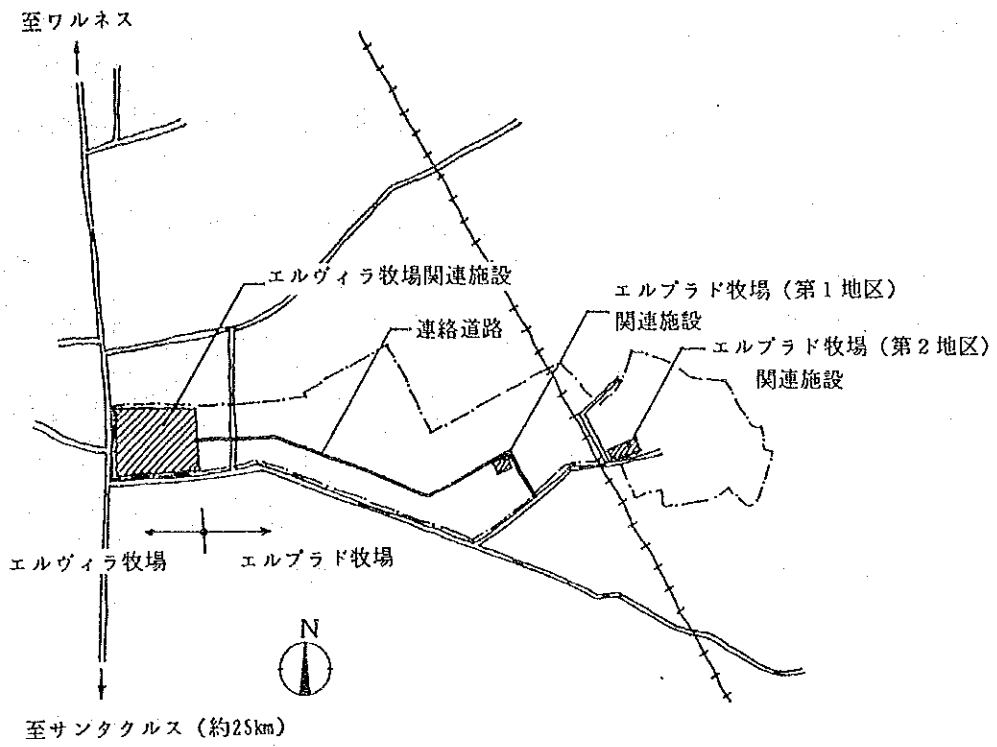 至ワルネス
エルヴィラ牧場関連施設
連絡道路
エルプラド牧場(第1地区)
関連施設
エルプラド牧場(第2地区)
関連施設
エルヴィラ牧場
エルプラド牧場
N
至サンタクルス(約25km)